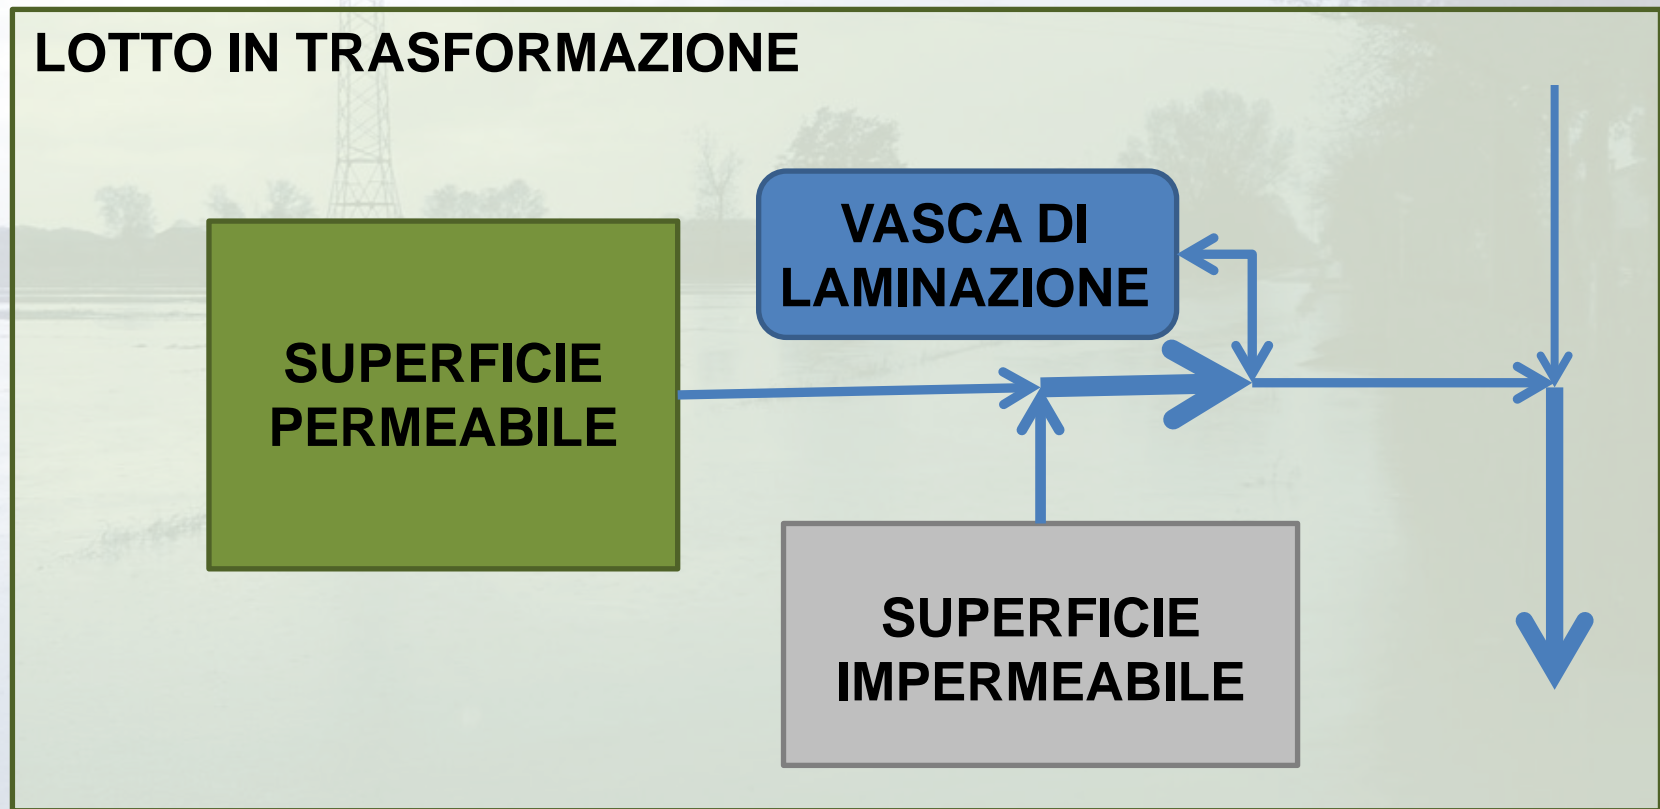 LOTTO IN TRASFORMAZIONE
VASCA DI
LAMINAZIONE
SUPERFICIE
PERMEABILE
SUPERFICIE
IMPERMEABILE